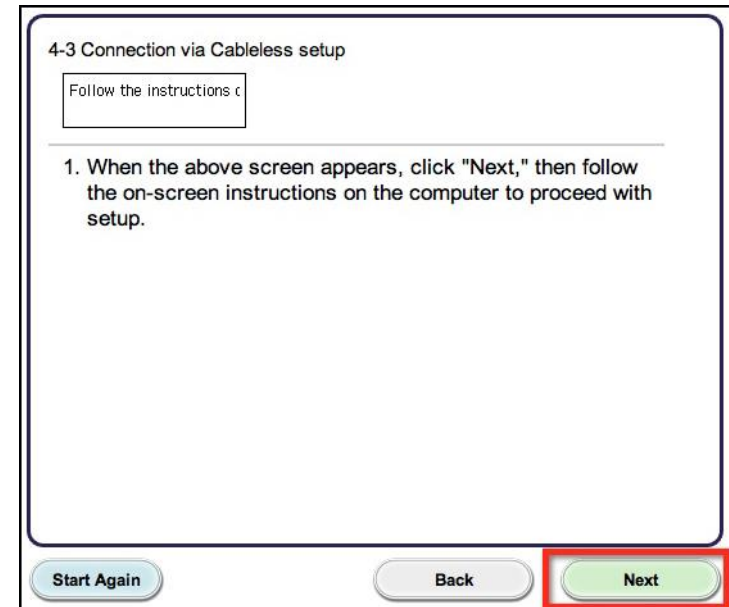 4-3 Connection via Cableless setup
Follow the instructions
1. When the above screen appears, click "Next," then follow
the on-screen instructions on the computer to proceed with
setup.
Start Again
Back
Next